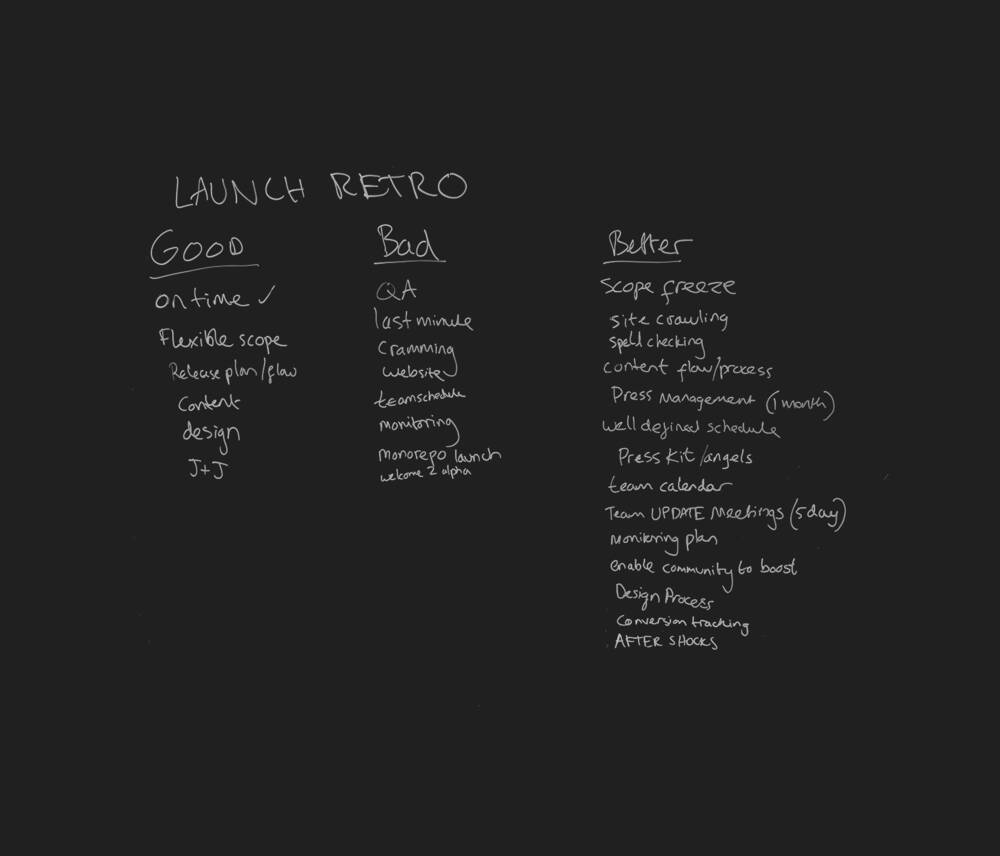 LAUNCH RETRO
GOOD
on time ✓
Flexible scope
Release plan/flow
Content
design
J+J
Bad
QA
last minute
Cramming
website
team schedule
monitoring
monorepo launch
welcome 2 alpha
Better
scope freeze
site crawling
spell checking
content flow/process
Press Management (1 month)
well defined schedule
Press Kit/angels
team calendar
Team UPDATE Meetings (5 day)
Monitoring plan
enable community to boost
Design Process
Conversion tracking
AFTER SHOCKS